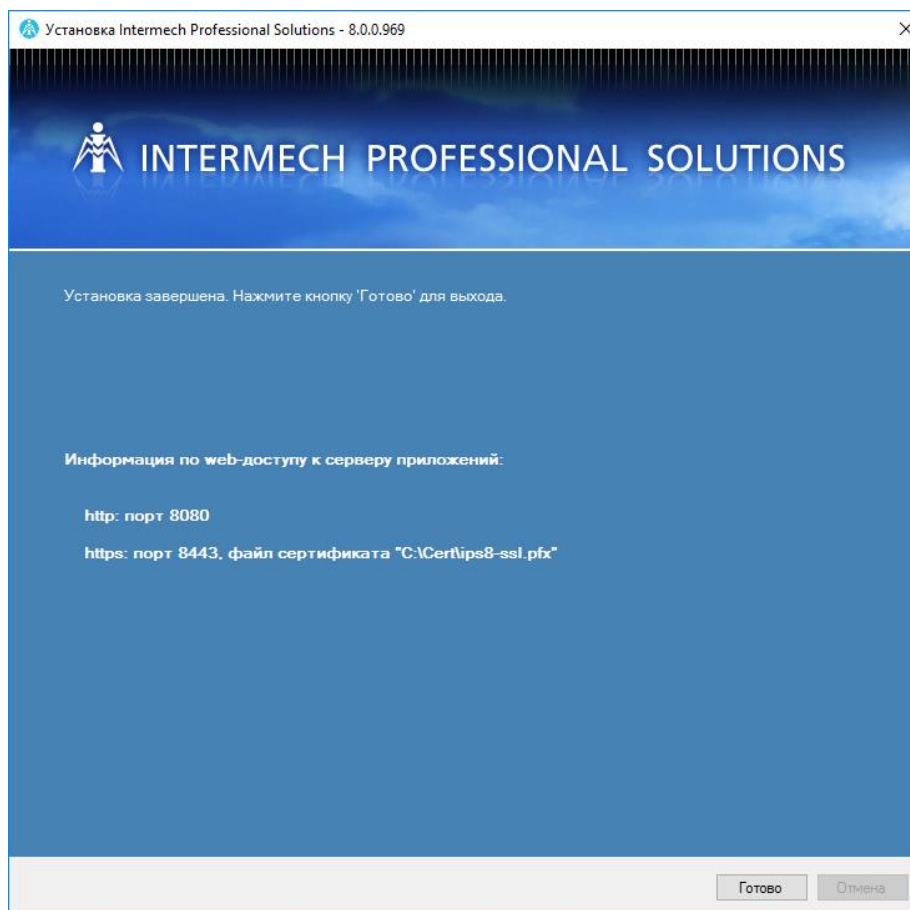 Установка Intermech Professional Solutions - 8.0.0.969
INTERMECH PROFESSIONAL SOLUTIONS
Установка завершена. Нажмите кнопку 'Готово' для выхода.
Информация по web-доступу к серверу приложений:
http: порт 8080
https: порт 8443, файл сертификата "C:\Cert\ips8-ssl.pfx"
Готово Отмена